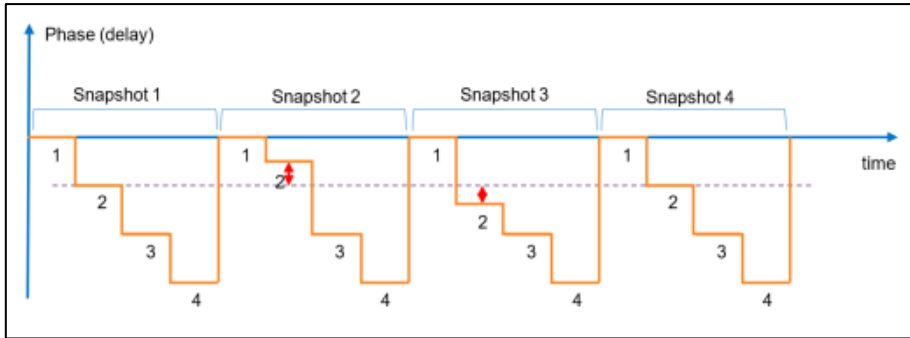 Phase (delay)
Snapshot 1 Snapshot 2 Snapshot 3 Snapshot 4
1 1 1 1
time
2 2 2 2
3 3 3 3
4 4 4 4